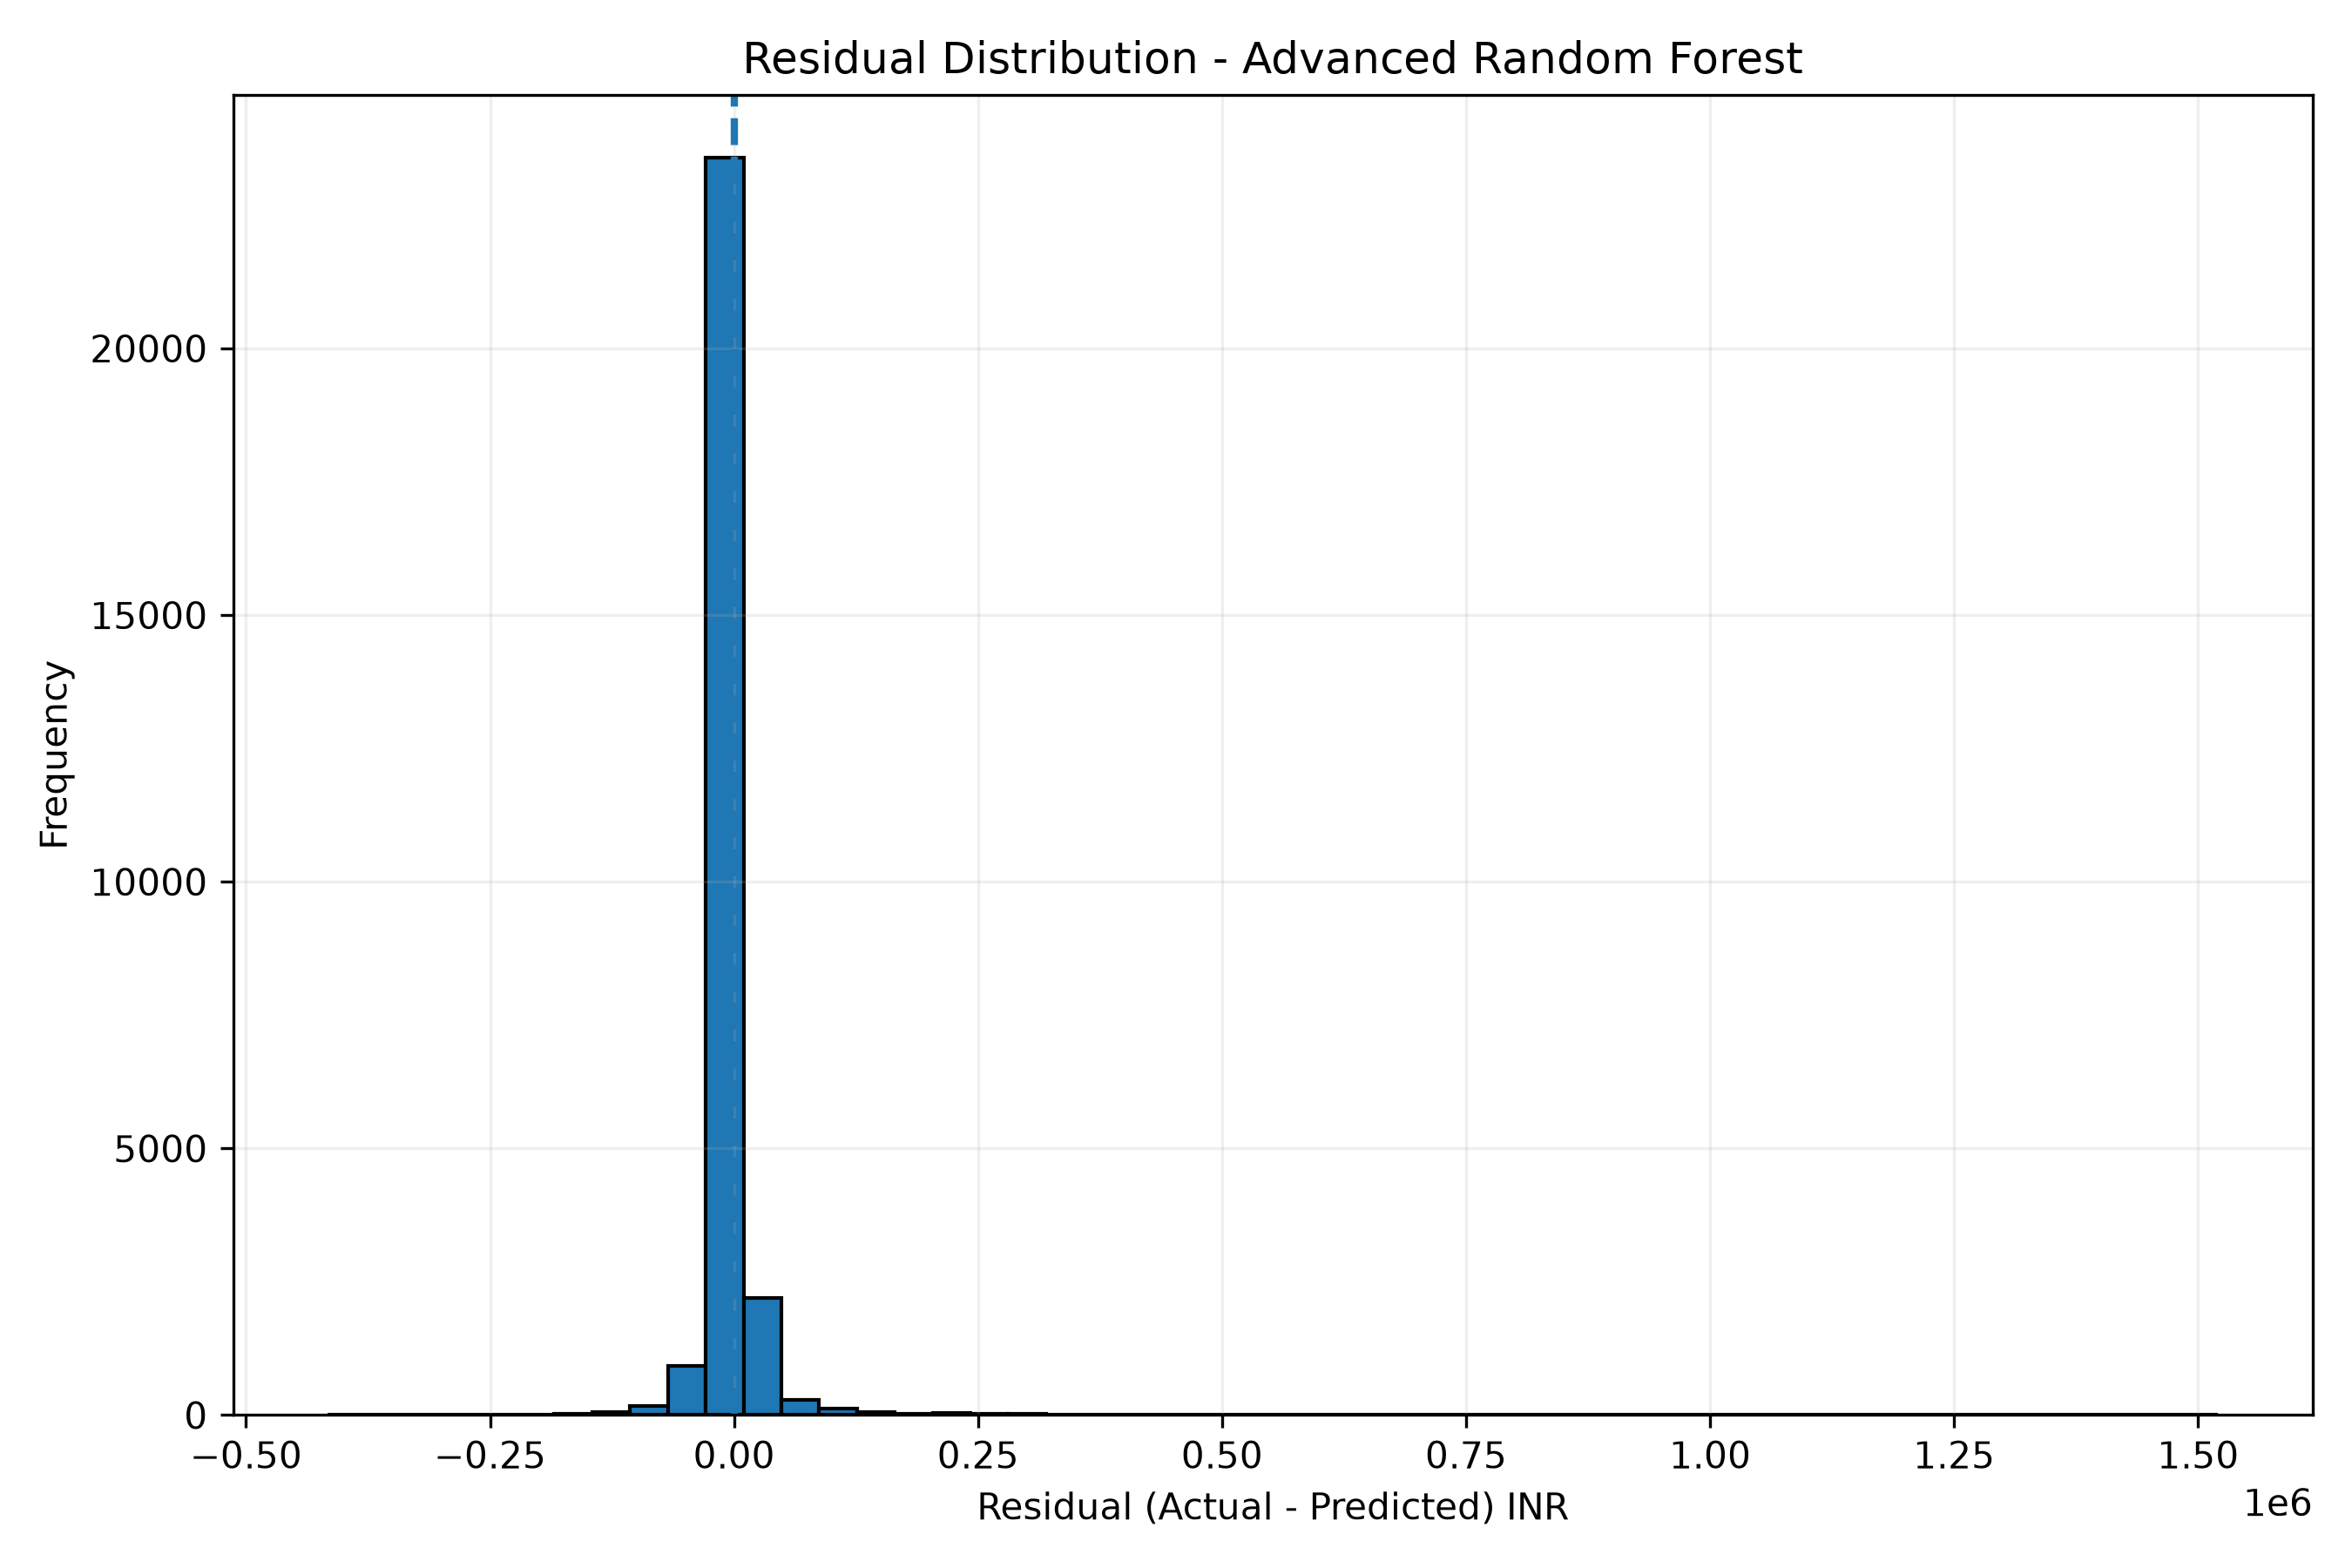 Residual Distribution - Advanced Random Forest
Frequency
20000
15000
10000
5000
0
−0.50 −0.25 0.00 0.25 0.50 0.75 1.00 1.25 1.50
Residual (Actual - Predicted) INR
1e6